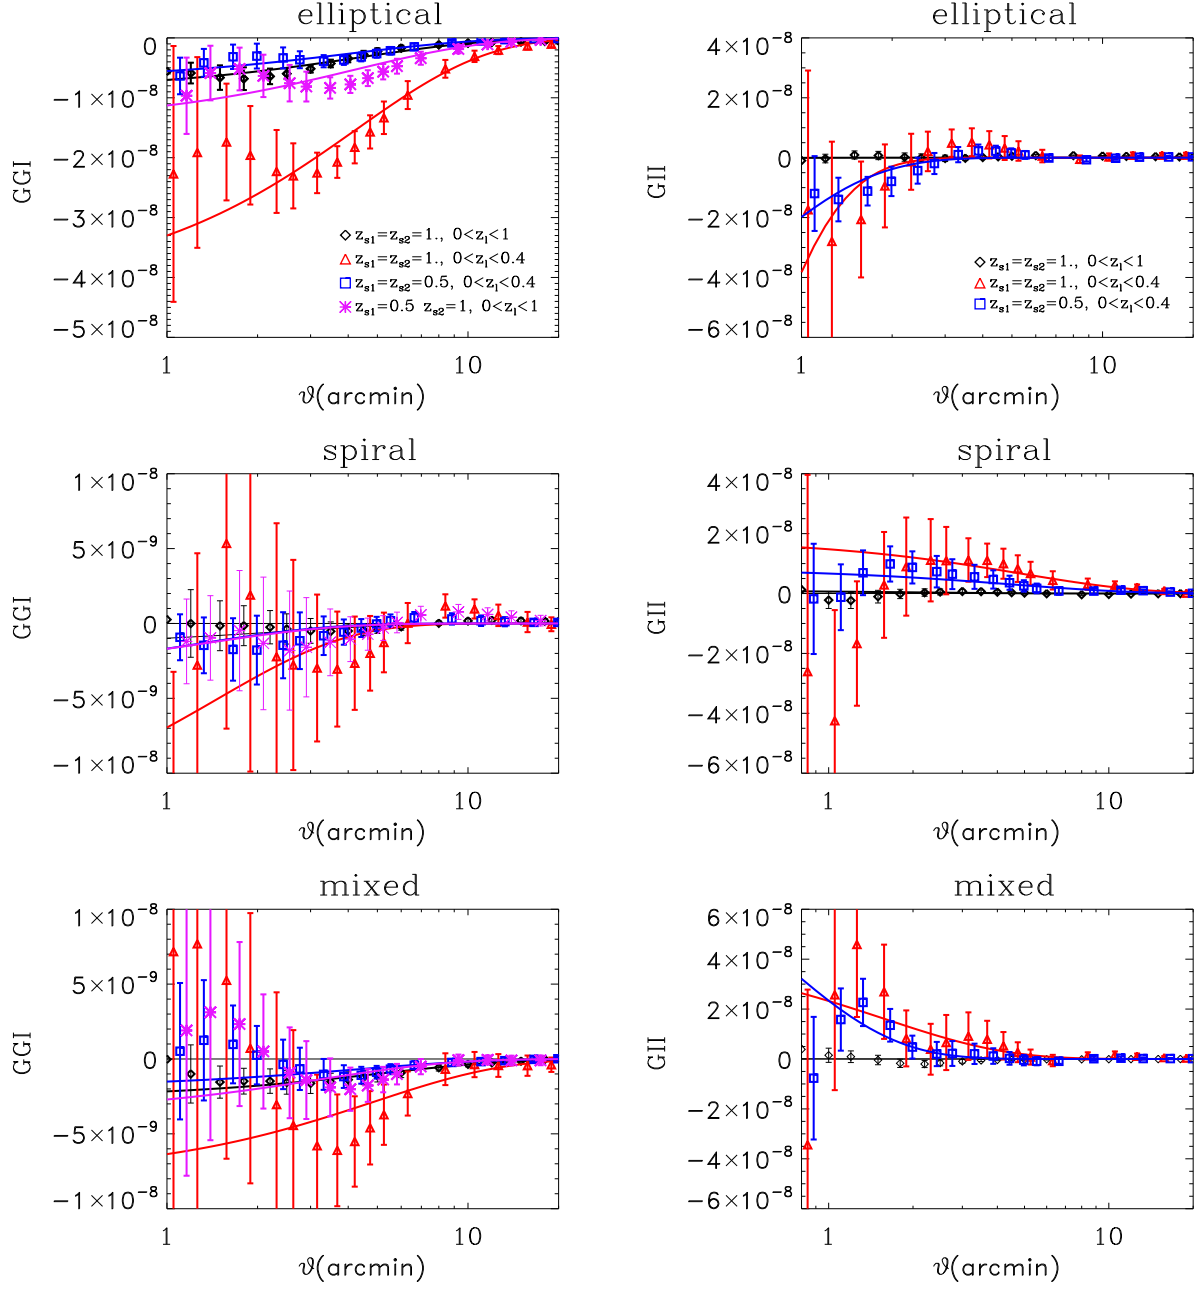 elliptical
GGI
0
−1×10⁻⁸
−2×10⁻⁸
−3×10⁻⁸
−4×10⁻⁸
−5×10⁻⁸
z_s1=z_s2=1., 0<z_l<1
z_s1=z_s2=1., 0<z_l<0.4
z_s1=z_s2=0.5, 0<z_l<0.4
z_s1=0.5 z_s2=1, 0<z_l<1
1
10
ϑ(arcmin)
elliptical
GII
4×10⁻⁸
2×10⁻⁸
0
−2×10⁻⁸
−4×10⁻⁸
−6×10⁻⁸
z_s1=z_s2=1., 0<z_l<1
z_s1=z_s2=1., 0<z_l<0.4
z_s1=z_s2=0.5, 0<z_l<0.4
1
10
ϑ(arcmin)
spiral
GGI
1×10⁻⁸
5×10⁻⁹
0
−5×10⁻⁹
−1×10⁻⁸
1
10
ϑ(arcmin)
spiral
GII
4×10⁻⁸
2×10⁻⁸
0
−2×10⁻⁸
−4×10⁻⁸
−6×10⁻⁸
1
10
ϑ(arcmin)
mixed
GGI
1×10⁻⁸
5×10⁻⁹
0
−5×10⁻⁹
−1×10⁻⁸
1
10
ϑ(arcmin)
mixed
GII
6×10⁻⁸
4×10⁻⁸
2×10⁻⁸
0
−2×10⁻⁸
−4×10⁻⁸
−6×10⁻⁸
1
10
ϑ(arcmin)